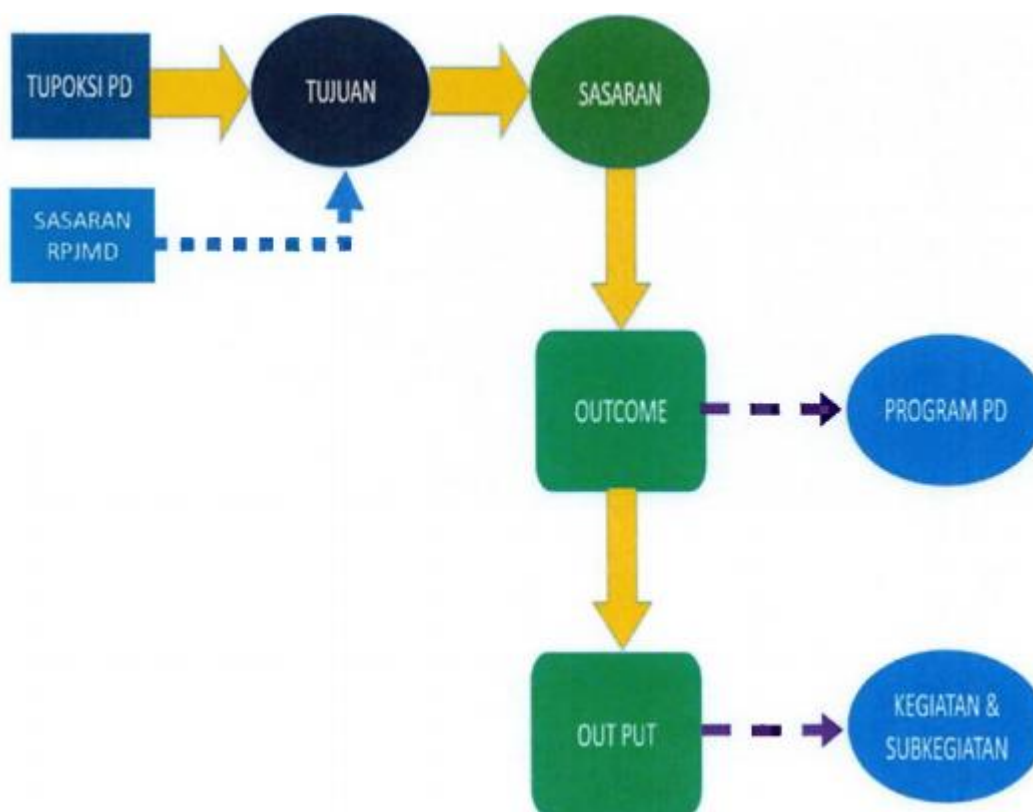 TUPOKSI PD
TUJUAN
SASARAN
SASARAN
RPJMD
OUTCOME
PROGRAM PD
OUT PUT
KEGIATAN &
SUBKEGIATAN